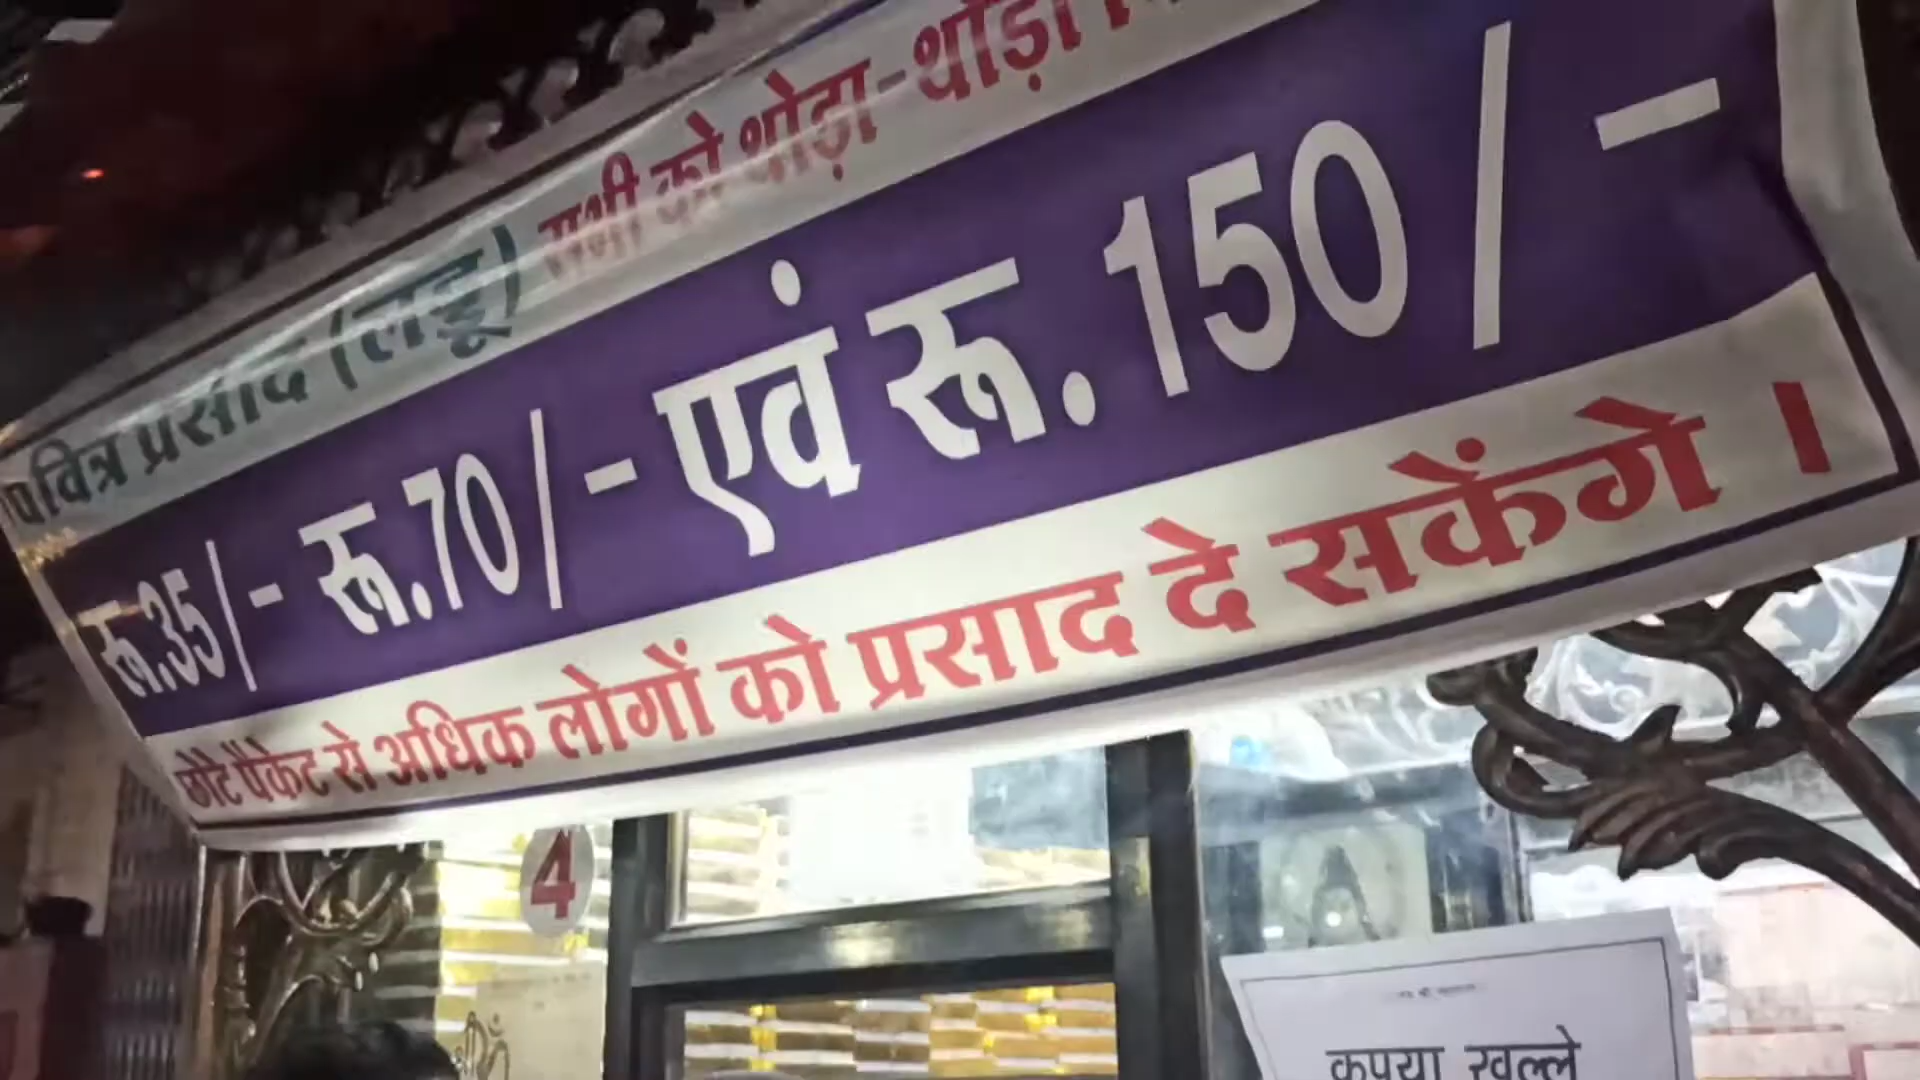 पवित्र प्रसाद (लड्डू) सभी को थोड़ा-थोड़ा
रू.35/- रू.70/- एवं रू.150/-
छोटे पैकेट से अधिक लोगों को प्रसाद दे सकेंगे ।
4
कृपया खुल्ले